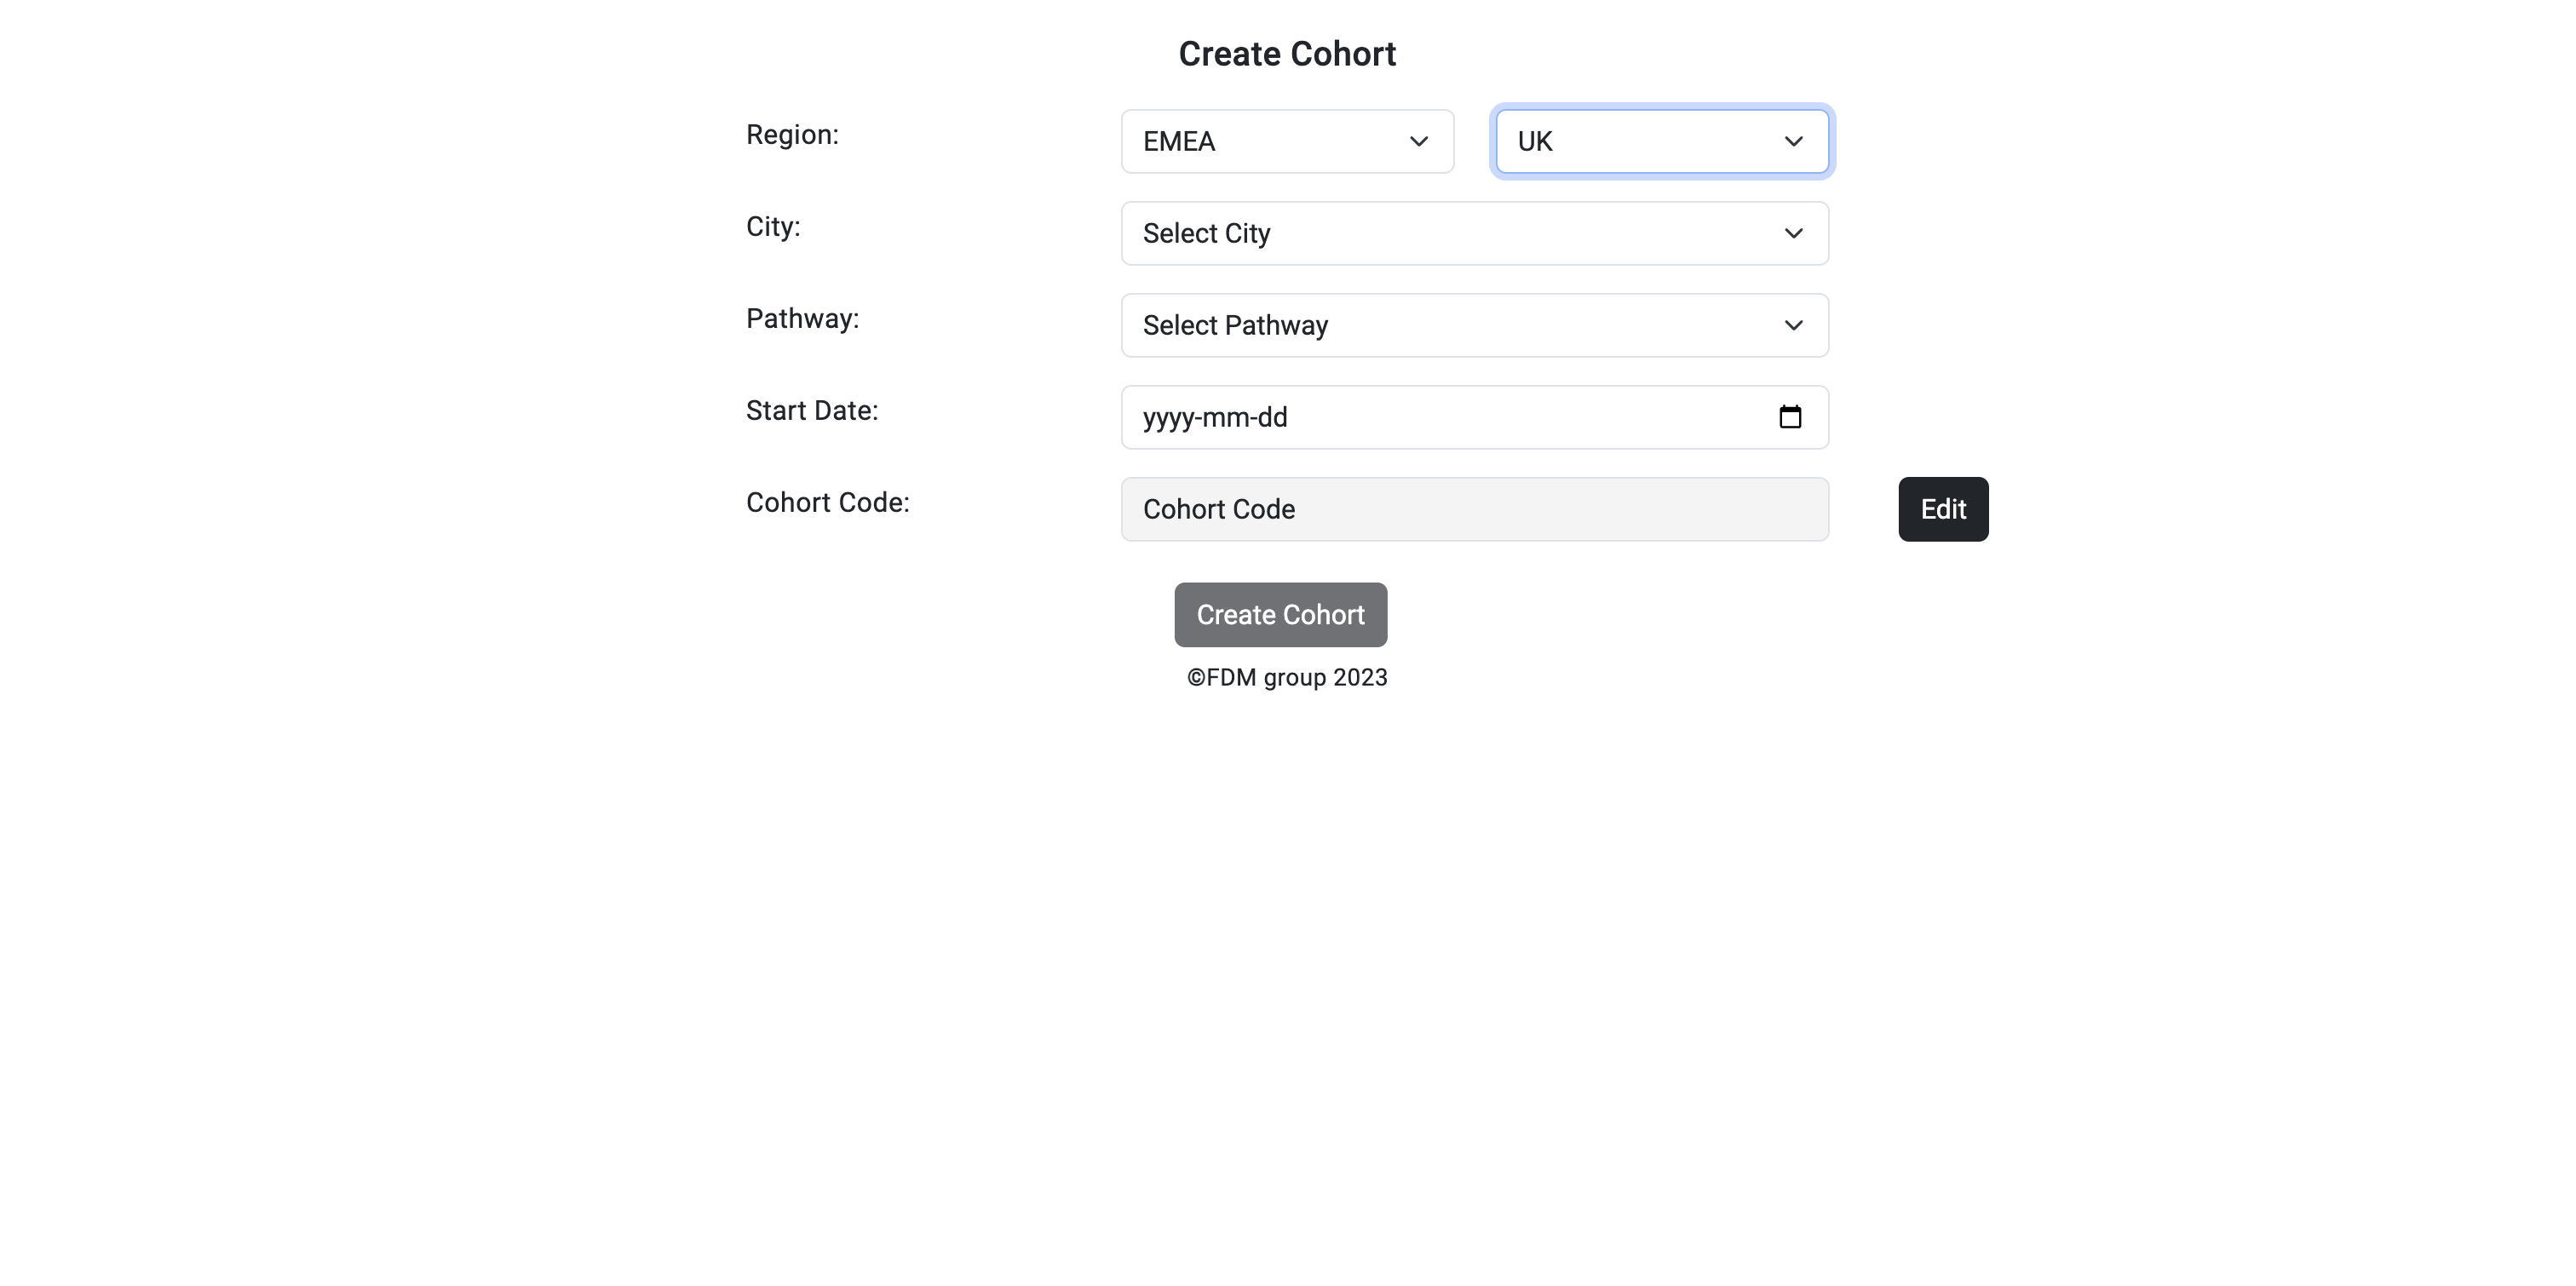 Create Cohort
Region: EMEA UK
City: Select City
Pathway: Select Pathway
Start Date: yyyy-mm-dd
Cohort Code: Cohort Code Edit
Create Cohort
©FDM group 2023